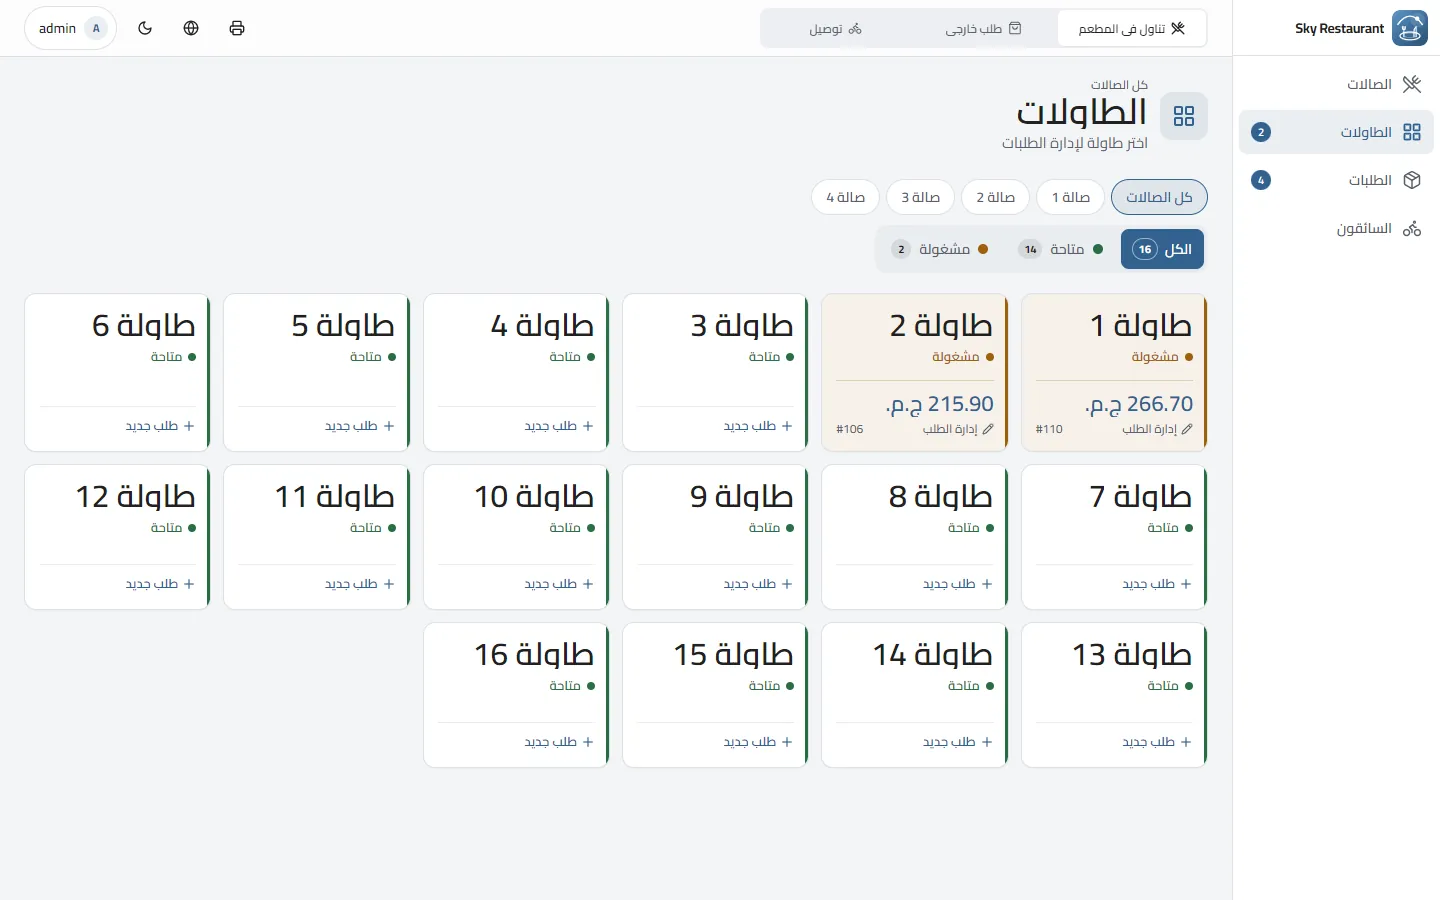 Sky Restaurant
الصالات
الطاولات 2
الطلبات 4
السائقون
تناول في المطعم
طلب خارجي
توصيل
A admin
كل الصالات
الطاولات
اختر طاولة لإدارة الطلبات
كل الصالات صالة 1 صالة 2 صالة 3 صالة 4
الكل 16 متاحة 14 مشغولة 2
طاولة 1
مشغولة
266.70 ج.م.
إدارة الطلب #110
طاولة 2
مشغولة
215.90 ج.م.
إدارة الطلب #106
طاولة 3
متاحة
+ طلب جديد
طاولة 4
متاحة
+ طلب جديد
طاولة 5
متاحة
+ طلب جديد
طاولة 6
متاحة
+ طلب جديد
طاولة 7
متاحة
+ طلب جديد
طاولة 8
متاحة
+ طلب جديد
طاولة 9
متاحة
+ طلب جديد
طاولة 10
متاحة
+ طلب جديد
طاولة 11
متاحة
+ طلب جديد
طاولة 12
متاحة
+ طلب جديد
طاولة 13
متاحة
+ طلب جديد
طاولة 14
متاحة
+ طلب جديد
طاولة 15
متاحة
+ طلب جديد
طاولة 16
متاحة
+ طلب جديد